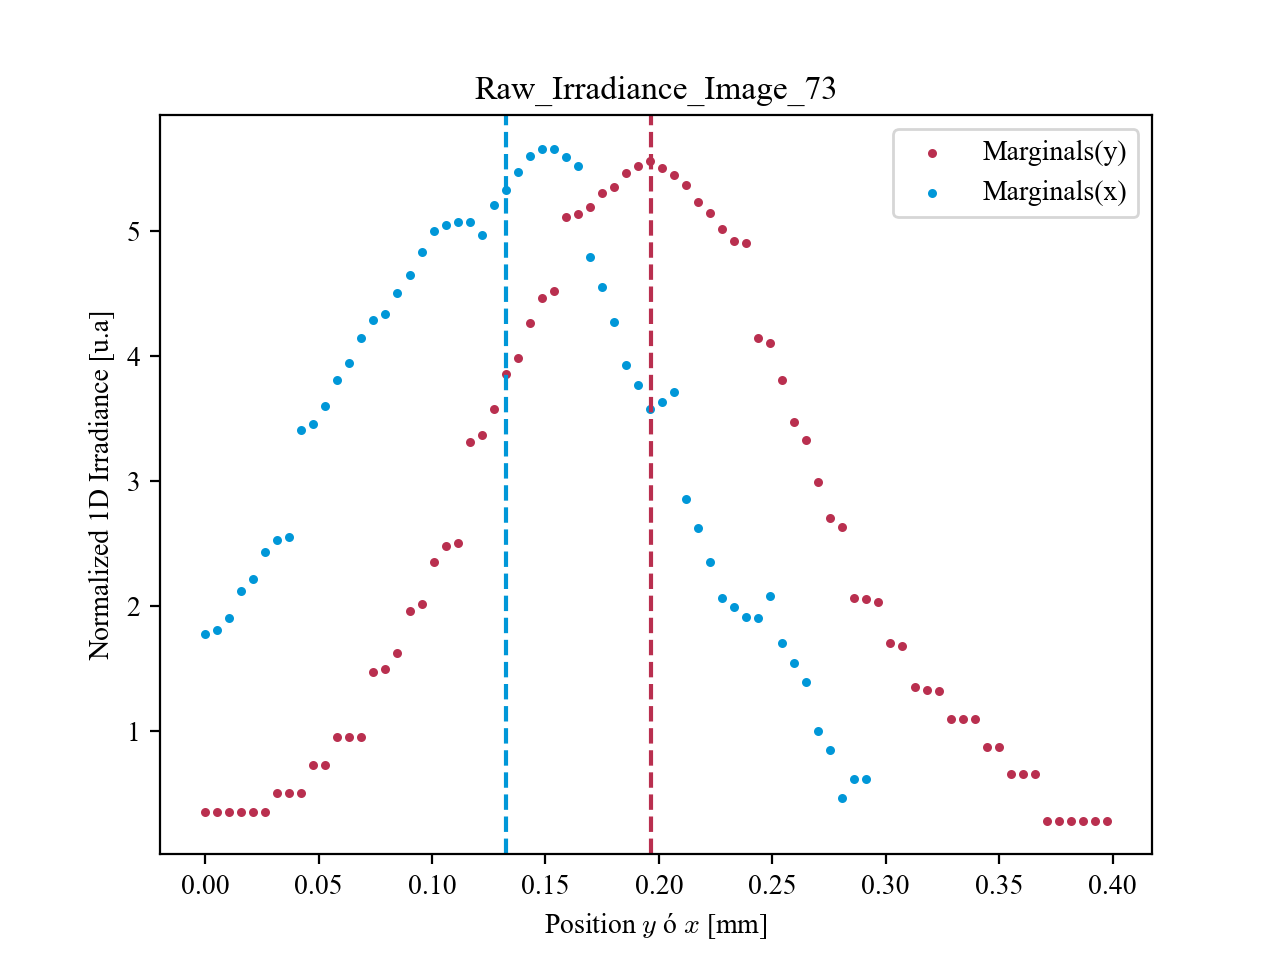 Raw_Irradiance_Image_73
Marginals(y)
Marginals(x)
Normalized 1D Irradiance [u.a]
5
4
3
2
1
0.00 0.05 0.10 0.15 0.20 0.25 0.30 0.35 0.40
Position y ó x [mm]